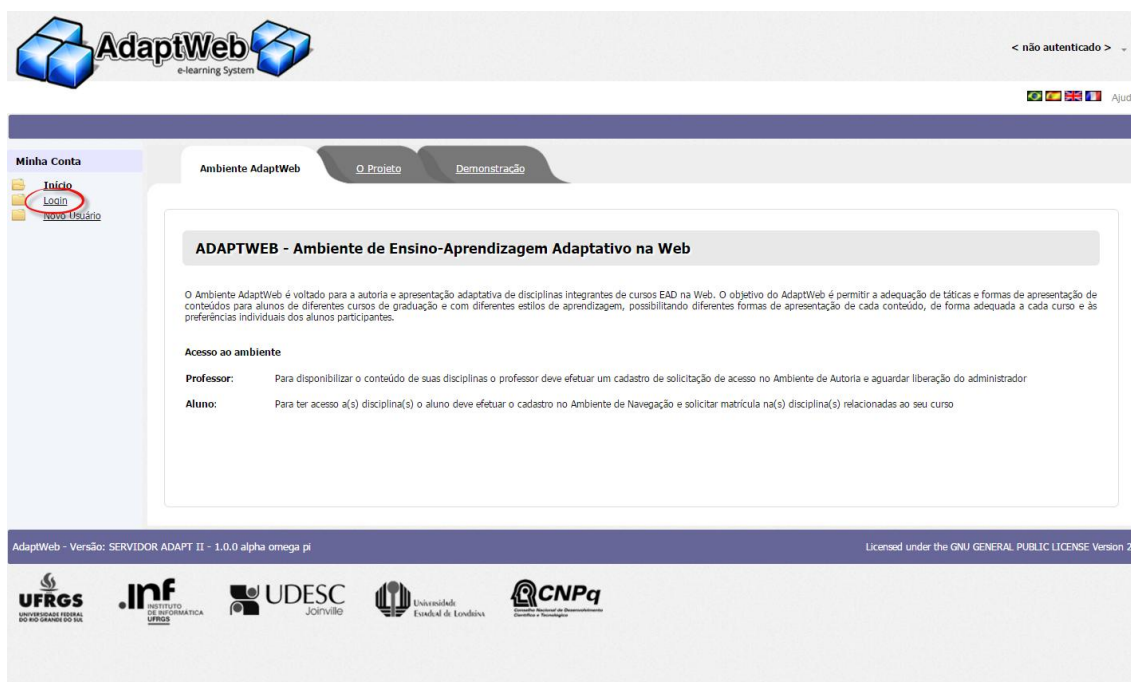 AdaptWeb
e-learning System
< não autenticado >
Ajud
Minha Conta
Início
Login
Novo Usuário
Ambiente AdaptWeb
O Projeto
Demonstração
ADAPTWEB - Ambiente de Ensino-Aprendizagem Adaptativo na Web
O Ambiente AdaptWeb é voltado para a autoria e apresentação adaptativa de disciplinas integrantes de cursos EAD na Web. O objetivo do AdaptWeb é permitir a adequação de táticas e formas de apresentação de
conteúdos para alunos de diferentes cursos de graduação e com diferentes estilos de aprendizagem, possibilitando diferentes formas de apresentação de cada conteúdo, de forma adequada a cada curso e às
preferências individuais dos alunos participantes.
Acesso ao ambiente
Professor: Para disponibilizar o conteúdo de suas disciplinas o professor deve efetuar um cadastro de solicitação de acesso no Ambiente de Autoria e aguardar liberação do administrador
Aluno: Para ter acesso a(s) disciplina(s) o aluno deve efetuar o cadastro no Ambiente de Navegação e solicitar matrícula na(s) disciplina(s) relacionadas ao seu curso
AdaptWeb - Versão: SERVIDOR ADAPT II - 1.0.0 alpha omega pi
Licensed under the GNU GENERAL PUBLIC LICENSE Version 2
UFRGS
UNIVERSIDADE FEDERAL
DO RIO GRANDE DO SUL
.inf
INSTITUTO
DE INFORMÁTICA
UFRGS
UDESC
Joinville
Universidade
Estadual de Londrina
CNPq
Conselho Nacional de Desenvolvimento
Científico e Tecnológico